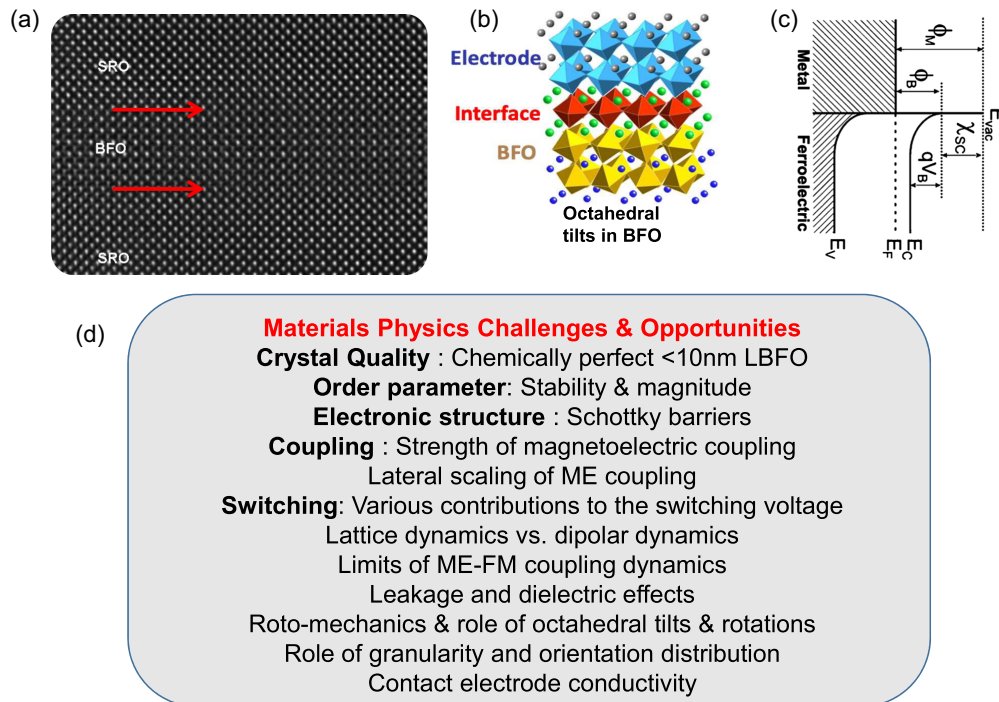 (a)
SRO
BFO
SRO
(b)
Electrode
Interface
BFO
Octahedral
tilts in BFO
(c)
Metal
Ferroelectric
ϕM
ϕB
Evac
χSC
qVB
EC
EF
EV
(d)
Materials Physics Challenges & Opportunities
Crystal Quality : Chemically perfect <10nm LBFO
Order parameter: Stability & magnitude
Electronic structure : Schottky barriers
Coupling : Strength of magnetoelectric coupling
Lateral scaling of ME coupling
Switching: Various contributions to the switching voltage
Lattice dynamics vs. dipolar dynamics
Limits of ME-FM coupling dynamics
Leakage and dielectric effects
Roto-mechanics & role of octahedral tilts & rotations
Role of granularity and orientation distribution
Contact electrode conductivity